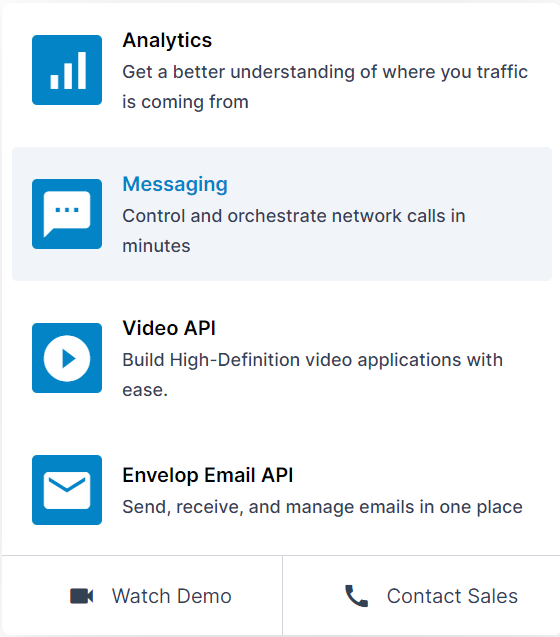 Analytics
Get a better understanding of where you traffic
is coming from
Messaging
Control and orchestrate network calls in
minutes
Video API
Build High-Definition video applications with
ease.
Envelop Email API
Send, receive, and manage emails in one place
Watch Demo
Contact Sales